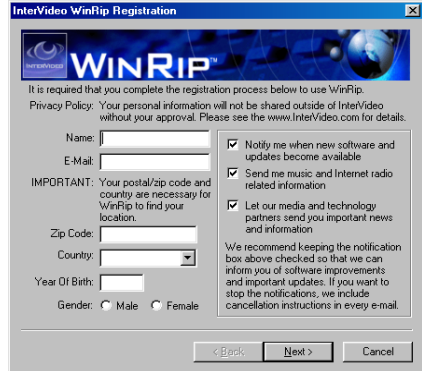 InterVideo WinRip Registration
INTERVIDEO
WINRIP™
It is required that you complete the registration process below to use WinRip.
Privacy Policy: Your personal information will not be shared outside of InterVideo
without your approval. Please see the www.InterVideo.com for details.
Name:
E-Mail:
IMPORTANT: Your postal/zip code and
country are necessary for
WinRip to find your
location.
Zip Code:
Country:
Year Of Birth:
Gender: Male Female
Notify me when new software and
updates become available
Send me music and Internet radio
related information
Let our media and technology
partners send you important news
and information
We recommend keeping the notification
box above checked so that we can
inform you of software improvements
and important updates. If you want to
stop the notifications, we include
cancellation instructions in every e-mail.
< Back Next > Cancel